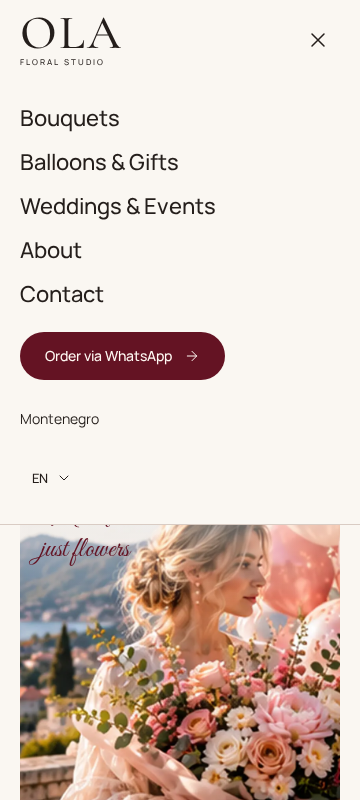 OLA
FLORAL STUDIO
Bouquets
Balloons & Gifts
Weddings & Events
About
Contact
Order via WhatsApp
Montenegro
EN
just flowers